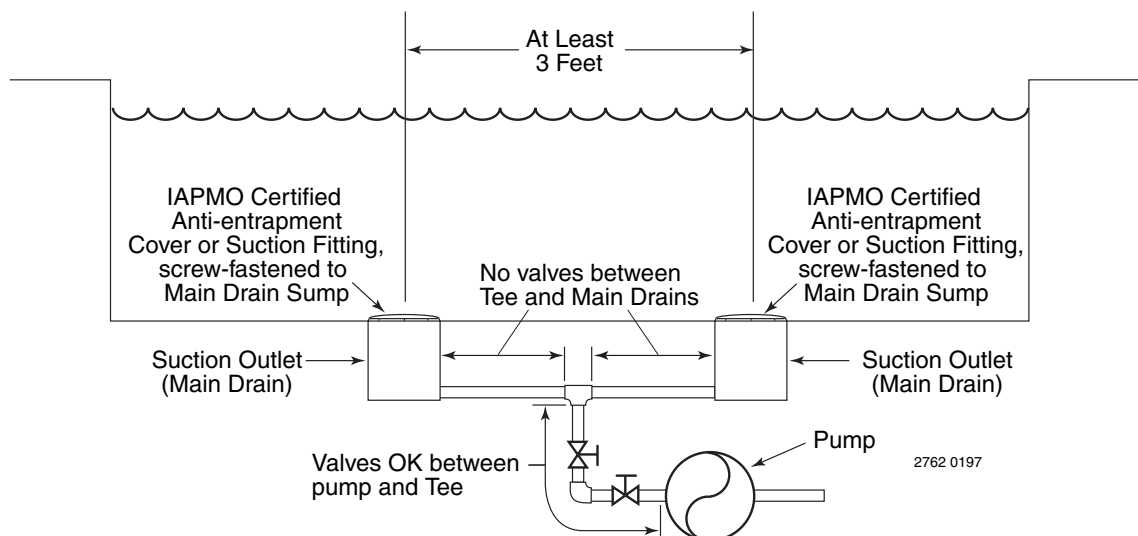 At Least
3 Feet
IAPMO Certified
Anti-entrapment
Cover or Suction Fitting,
screw-fastened to
Main Drain Sump
IAPMO Certified
Anti-entrapment
Cover or Suction Fitting,
screw-fastened to
Main Drain Sump
No valves between
Tee and Main Drains
Suction Outlet
(Main Drain)
Suction Outlet
(Main Drain)
Valves OK between
pump and Tee
Pump
2762 0197